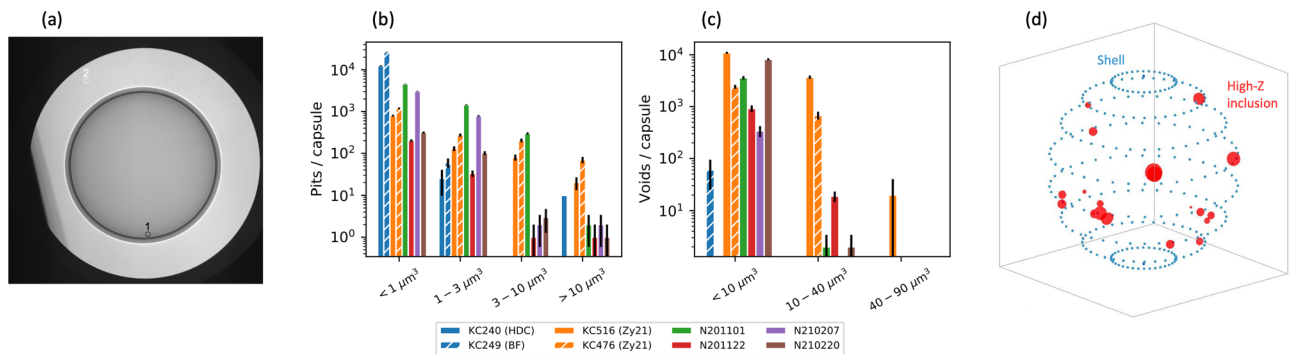 (a)
(b)
(c)
(d)
2
1
Pits / capsule
10⁴
10³
10²
10¹
10⁰
< 1 μm³
1 − 3 μm³
3 − 10 μm³
> 10 μm³
Voids / capsule
10⁴
10³
10²
10¹
< 10 μm³
10 − 40 μm³
40 − 90 μm³
Shell
High-Z
inclusion
KC240 (HDC)
KC249 (BF)
KC516 (Zy21)
KC476 (Zy21)
N201101
N201122
N210207
N210220